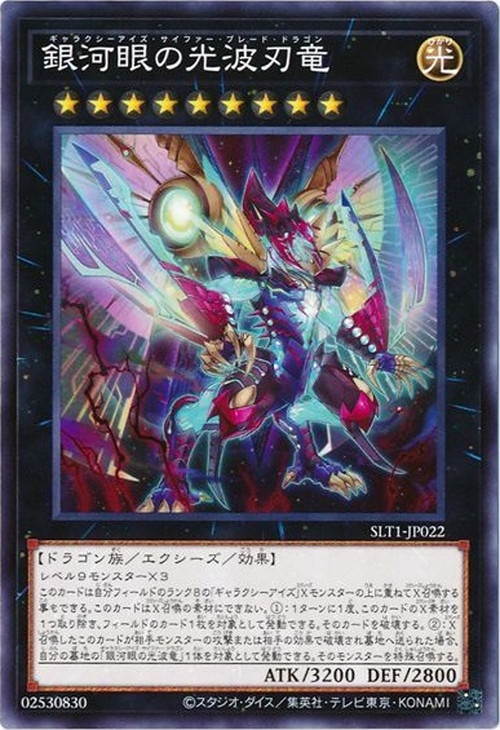 ギャラクシーアイズ・サイファー・ブレード・ドラゴン
銀河眼の光波刃竜
ひかり
光
SLT1-JP022
【ドラゴン族／エクシーズ／効果】
レベル9モンスター×3
このカードは自分フィールドのランク8の「ギャラクシーアイズ」Xモンスターの上に重ねてX召喚する
事もできる。このカードはX召喚の素材にできない。①：1ターンに1度、このカードのX素材を
1つ取り除き、フィールドのカード1枚を対象として発動できる。そのカードを破壊する。②：X
召喚したこのカードが相手モンスターの攻撃または相手の効果で破壊され墓地へ送られた場合、
自分の墓地の「銀河眼の光波竜」1体を対象として発動できる。そのモンスターを特殊召喚する。
ATK/3200 DEF/2800
02530830
©スタジオ・ダイス／集英社・テレビ東京・KONAMI